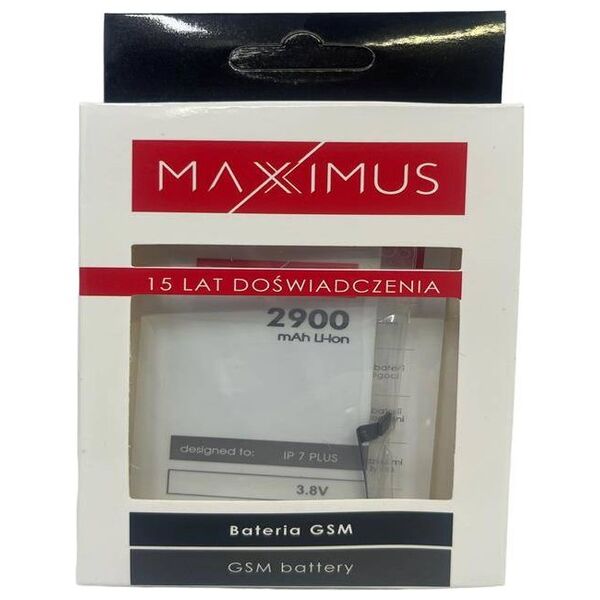 MAXXIMUS
15 LAT DOŚWIADCZENIA
2900
mAh Li-Ion
designed to: IP 7 PLUS
3.8V
Bateria GSM
GSM battery